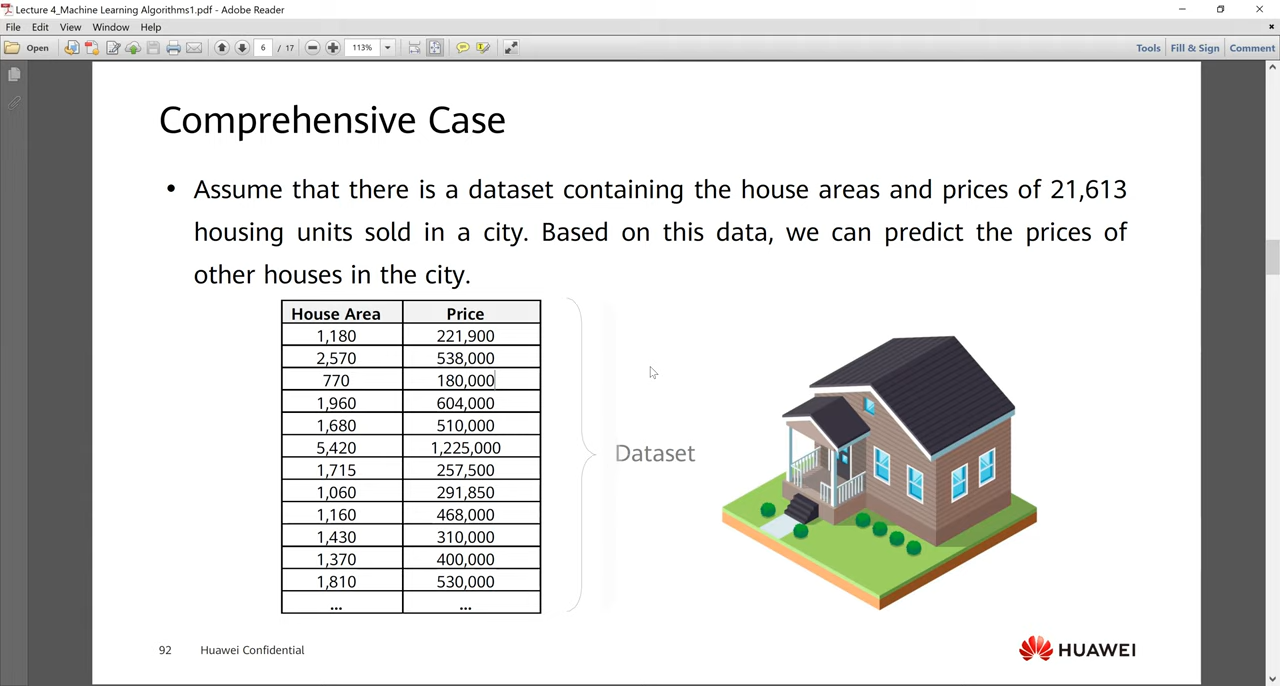 Lecture 4_Machine Learning Algorithms1.pdf - Adobe Reader
File Edit View Window Help
Open 6 / 17 113% Tools Fill & Sign Comment
Comprehensive Case
• Assume that there is a dataset containing the house areas and prices of 21,613
housing units sold in a city. Based on this data, we can predict the prices of
other houses in the city.
House Area Price
1,180 221,900
2,570 538,000
770 180,000
1,960 604,000
1,680 510,000
5,420 1,225,000
1,715 257,500
1,060 291,850
1,160 468,000
1,430 310,000
1,370 400,000
1,810 530,000
... ...
Dataset
92 Huawei Confidential
HUAWEI